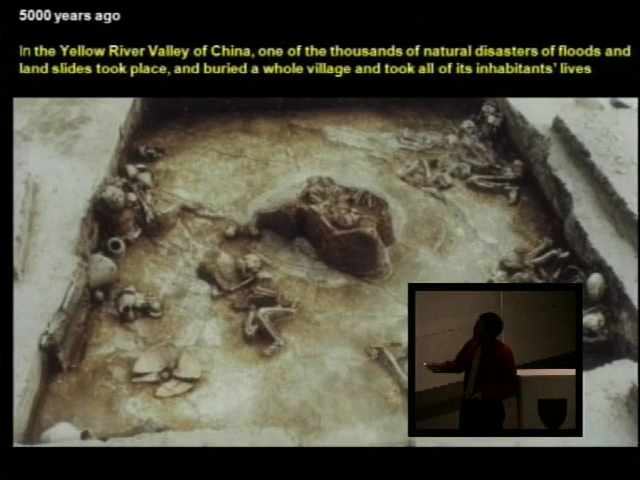 5000 years ago
In the Yellow River Valley of China, one of the thousands of natural disasters of floods and
land slides took place, and buried a whole village and took all of its inhabitants' lives